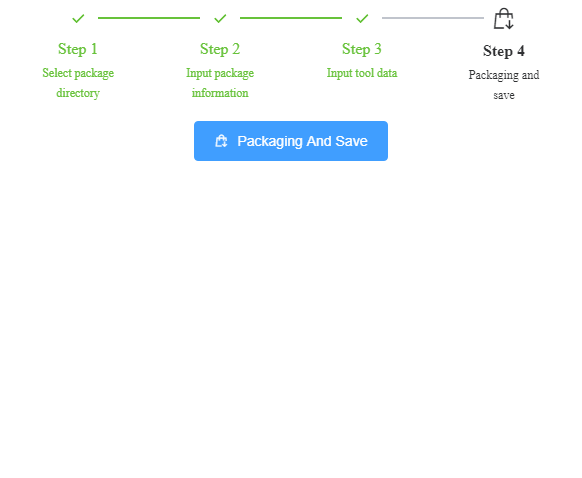 Step 1
Select package
directory
Step 2
Input package
information
Step 3
Input tool data
Step 4
Packaging and
save
Packaging And Save